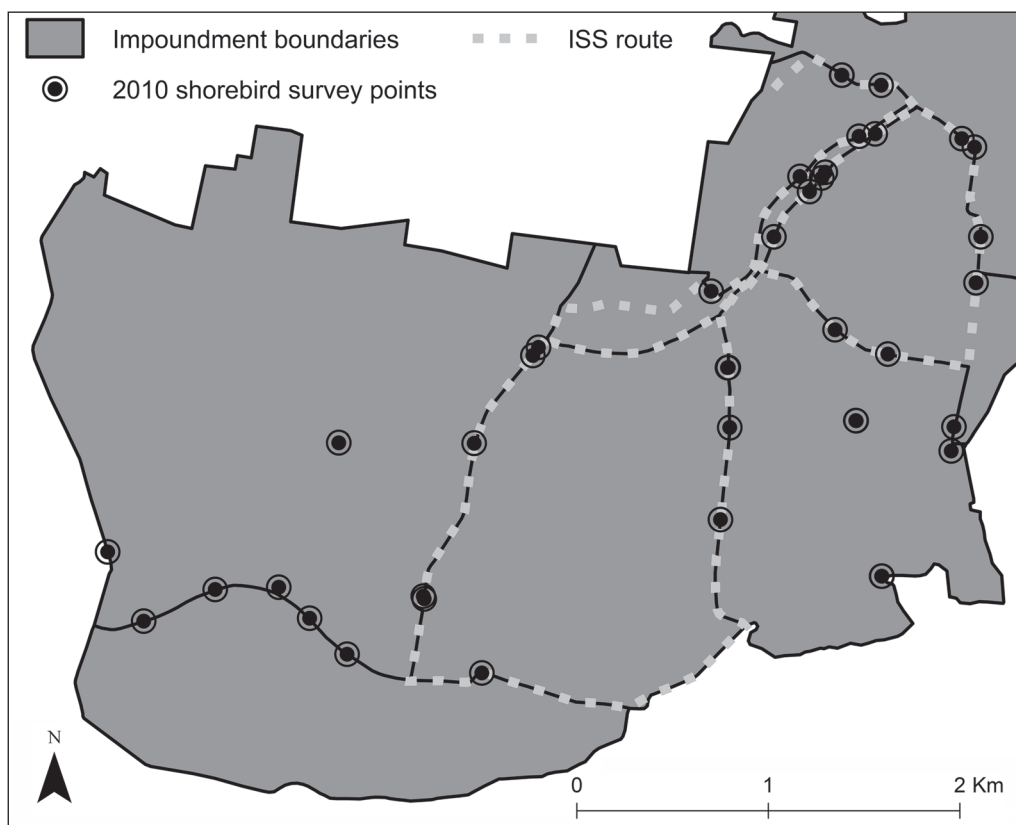 Impoundment boundaries
ISS route
2010 shorebird survey points
N
0 1 2 Km